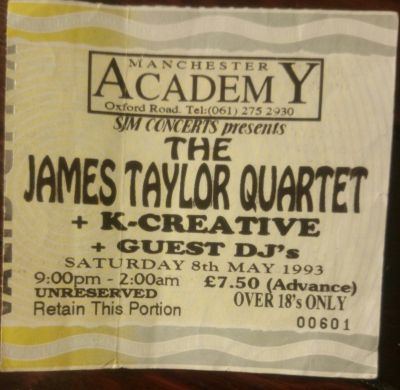 MANCHESTER
ACADEMY
Oxford Road. Tel:(061) 275 2930
SJM CONCERTS presents
THE
JAMES TAYLOR QUARTET
+ K-CREATIVE
+ GUEST DJ's
SATURDAY 8th MAY 1993
9:00pm - 2:00am £7.50 (Advance)
UNRESERVED OVER 18's ONLY
Retain This Portion
00601